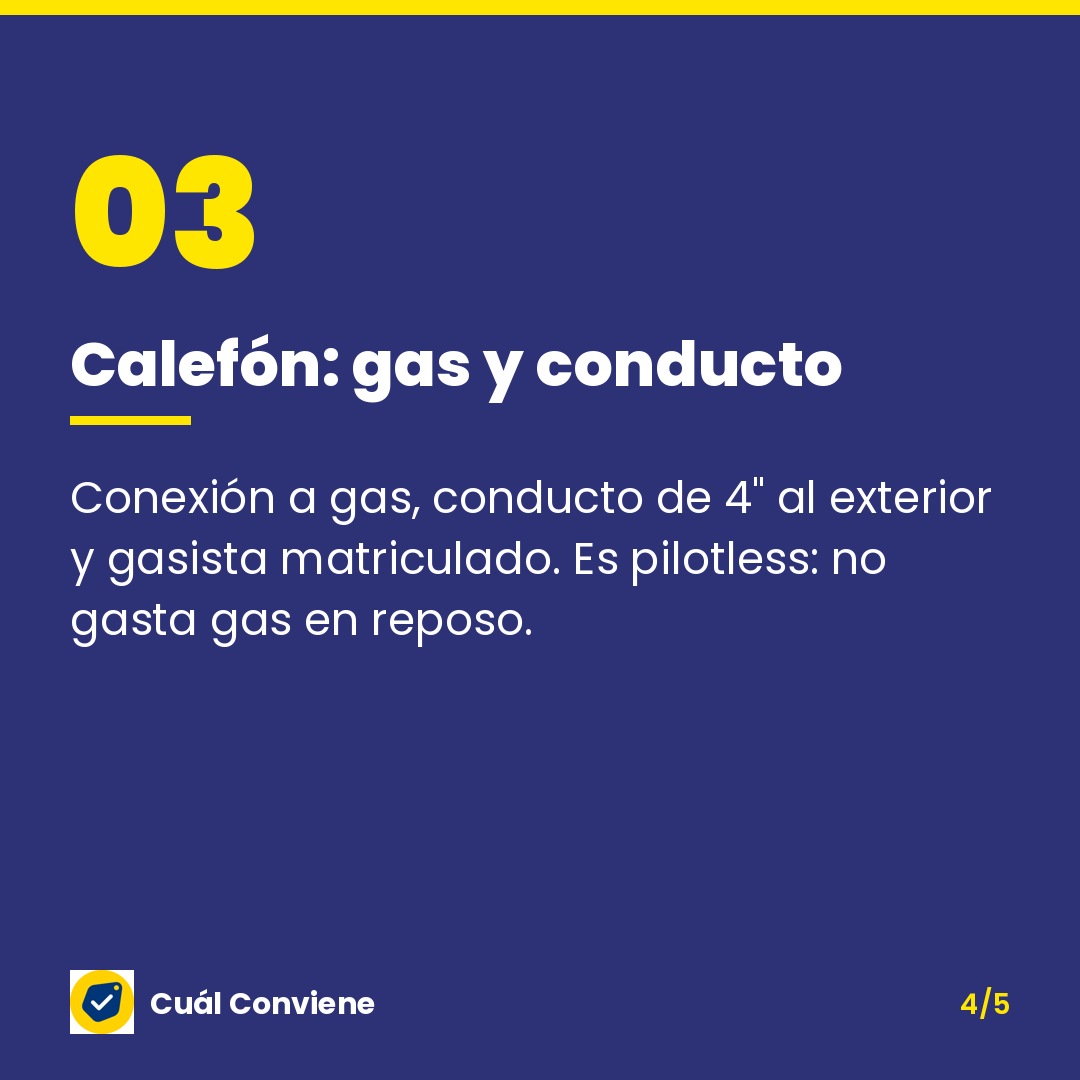 03
Calefón: gas y conducto
Conexión a gas, conducto de 4" al exterior
y gasista matriculado. Es pilotless: no
gasta gas en reposo.
Cuál Conviene
4/5